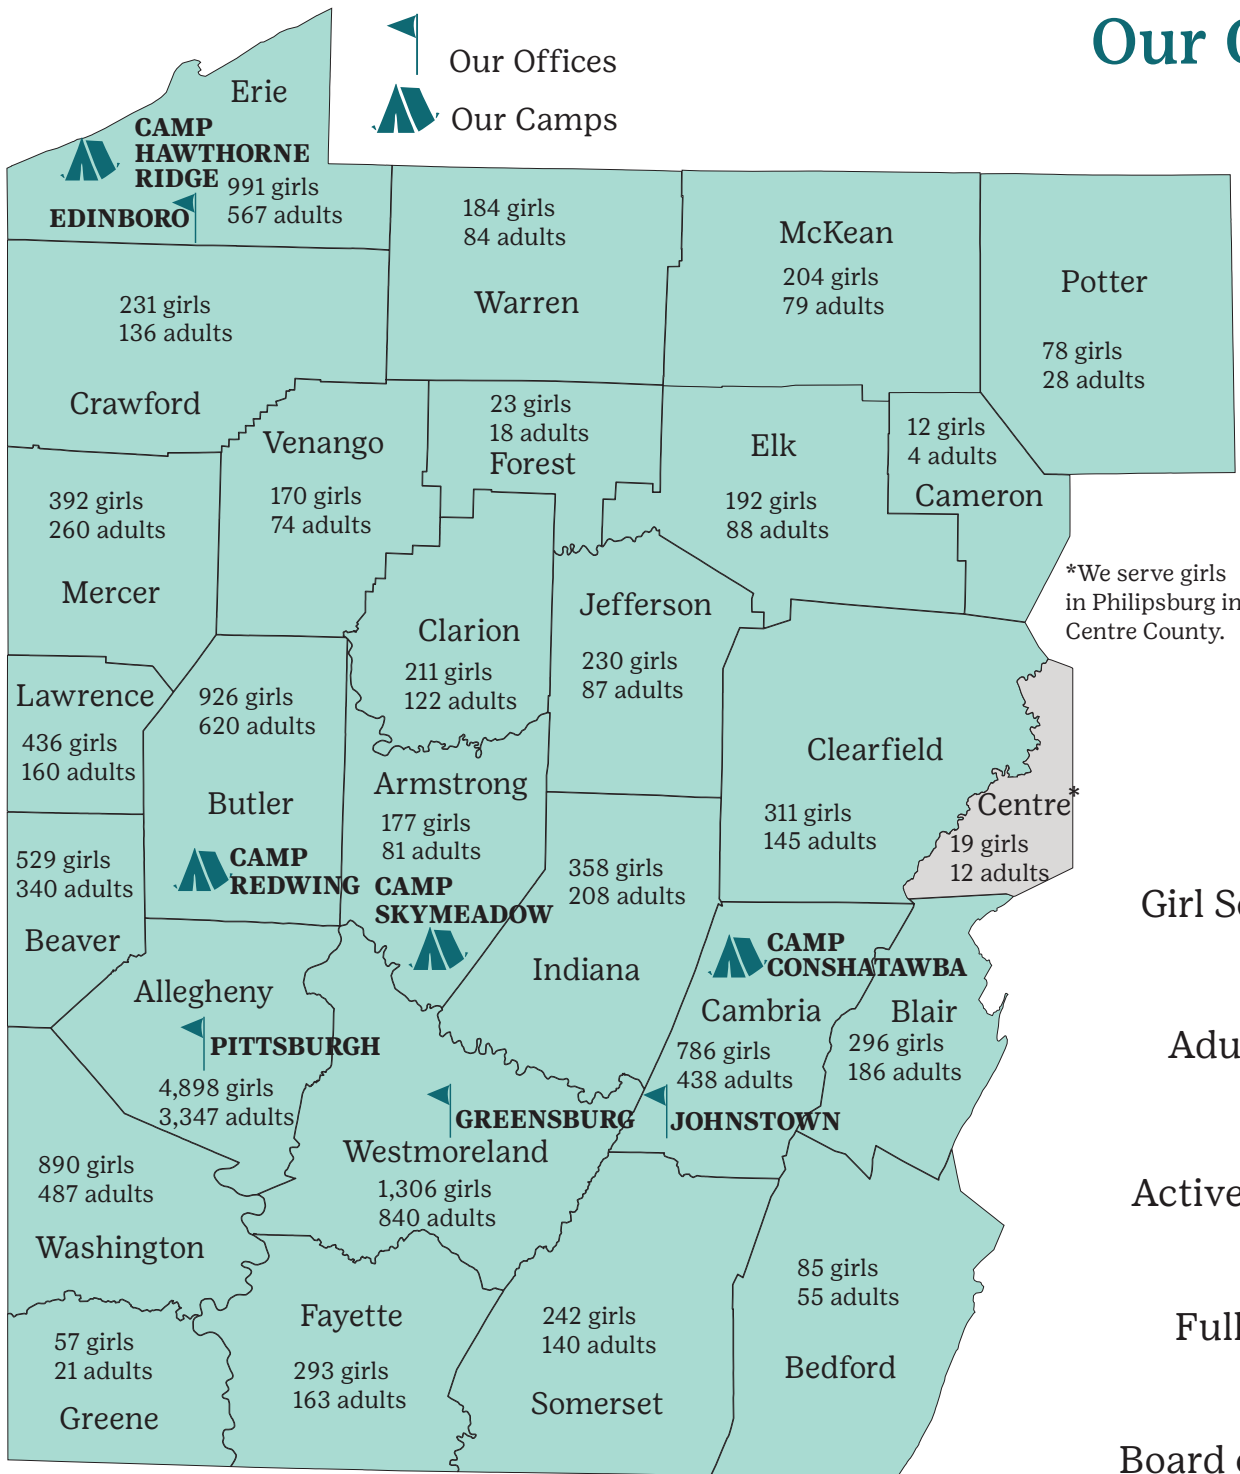 Our
Our Offices
Our Camps
Erie
CAMP
HAWTHORNE
RIDGE
991 girls
567 adults
EDINBORO
184 girls
84 adults
Warren
McKean
204 girls
79 adults
Potter
78 girls
28 adults
231 girls
136 adults
Crawford
Venango
170 girls
74 adults
23 girls
18 adults
Forest
Elk
192 girls
88 adults
12 girls
4 adults
Cameron
392 girls
260 adults
Mercer
*We serve girls
in Philipsburg in
Centre County.
Clarion
211 girls
122 adults
Jefferson
230 girls
87 adults
Lawrence
436 girls
160 adults
926 girls
620 adults
Butler
CAMP
REDWING
Armstrong
177 girls
81 adults
CAMP
SKYMEADOW
Clearfield
311 girls
145 adults
Centre*
19 girls
12 adults
529 girls
340 adults
Beaver
358 girls
208 adults
Indiana
Girl
CAMP
CONSHATAWBA
Cambria
786 girls
438 adults
JOHNSTOWN
Blair
296 girls
186 adults
Allegheny
PITTSBURGH
4,898 girls
3,347 adults
GREENSBURG
Westmoreland
1,306 girls
840 adults
890 girls
487 adults
Washington
Active
Fayette
293 girls
163 adults
242 girls
140 adults
Somerset
85 girls
55 adults
Bedford
57 girls
21 adults
Greene
Full
Board